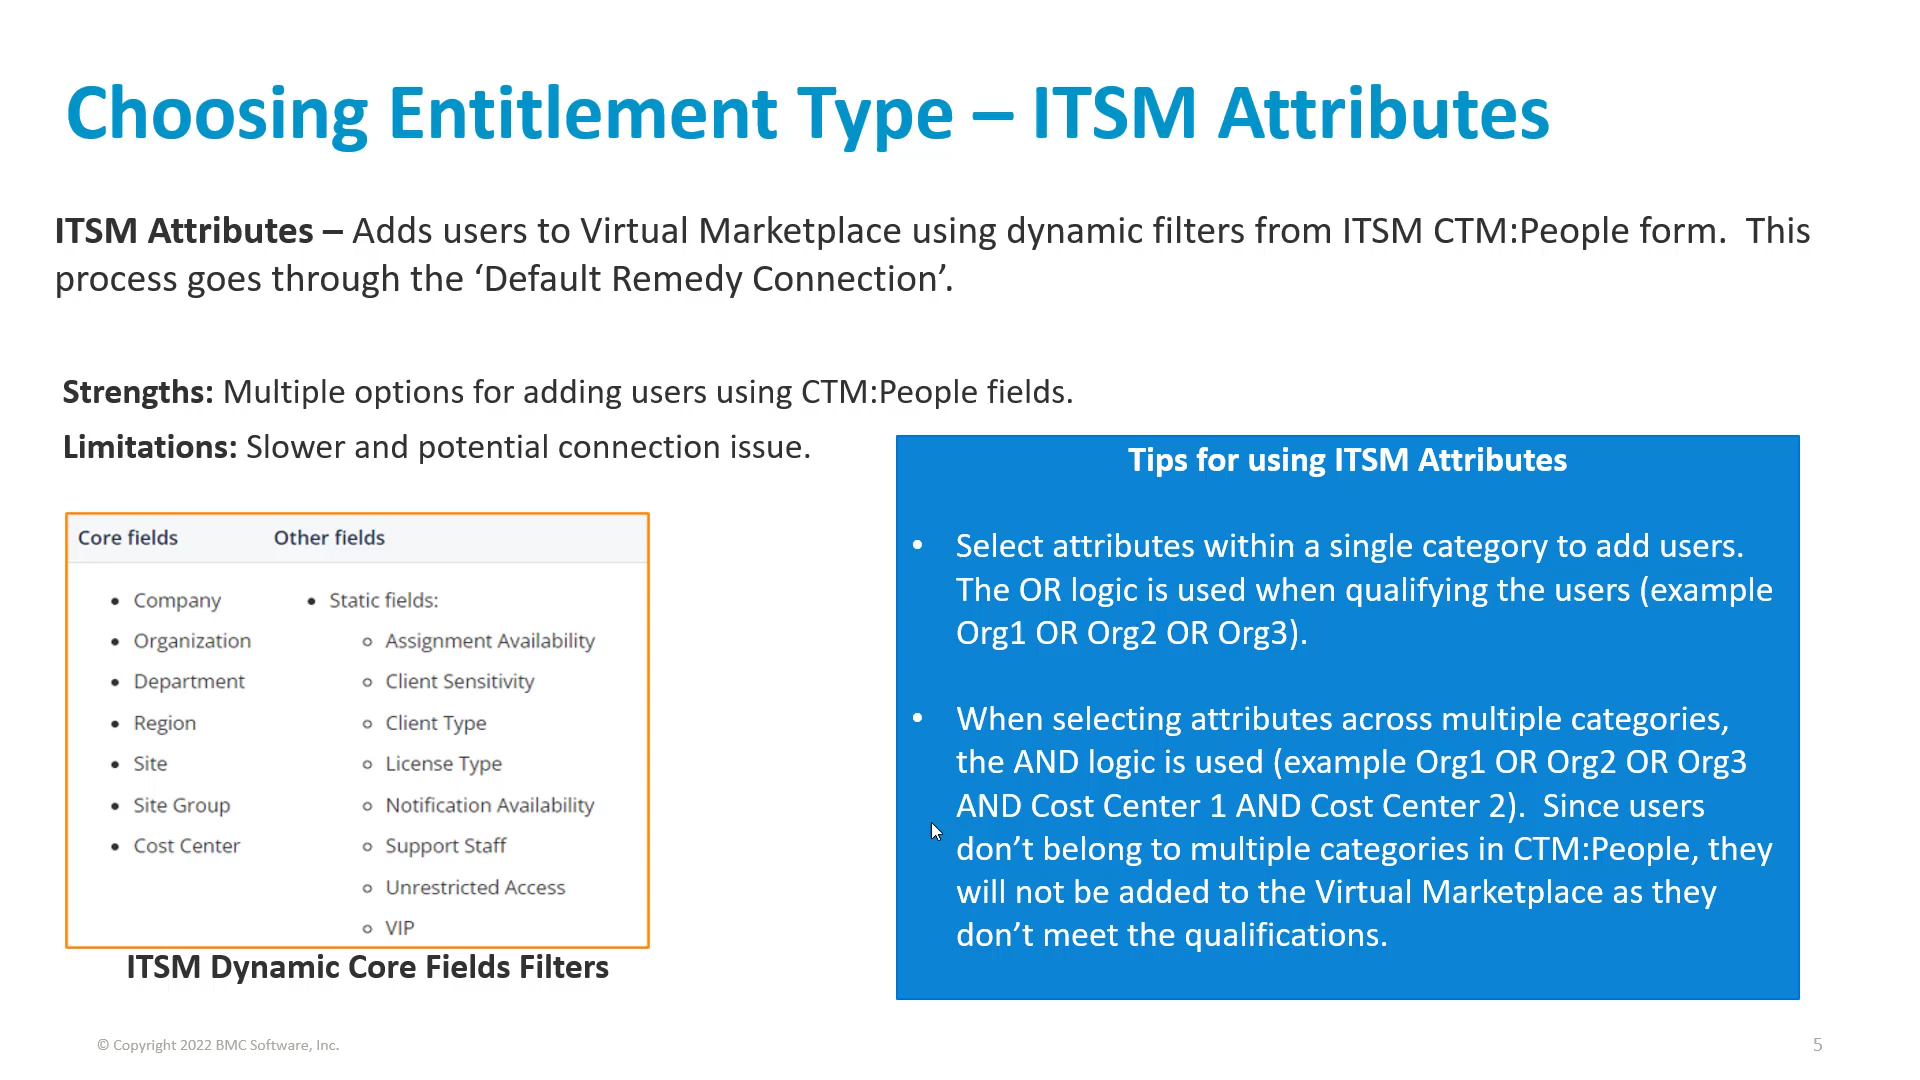 Choosing Entitlement Type – ITSM Attributes
ITSM Attributes – Adds users to Virtual Marketplace using dynamic filters from ITSM CTM:People form.  This
process goes through the ‘Default Remedy Connection’.
Strengths: Multiple options for adding users using CTM:People fields.
Limitations: Slower and potential connection issue.
Core fields
• Company
• Organization
• Department
• Region
• Site
• Site Group
• Cost Center
Other fields
• Static fields:
○ Assignment Availability
○ Client Sensitivity
○ Client Type
○ License Type
○ Notification Availability
○ Support Staff
○ Unrestricted Access
○ VIP
ITSM Dynamic Core Fields Filters
Tips for using ITSM Attributes
• Select attributes within a single category to add users.
The OR logic is used when qualifying the users (example
Org1 OR Org2 OR Org3).
• When selecting attributes across multiple categories,
the AND logic is used (example Org1 OR Org2 OR Org3
AND Cost Center 1 AND Cost Center 2).  Since users
don’t belong to multiple categories in CTM:People, they
will not be added to the Virtual Marketplace as they
don’t meet the qualifications.
© Copyright 2022 BMC Software, Inc.
5